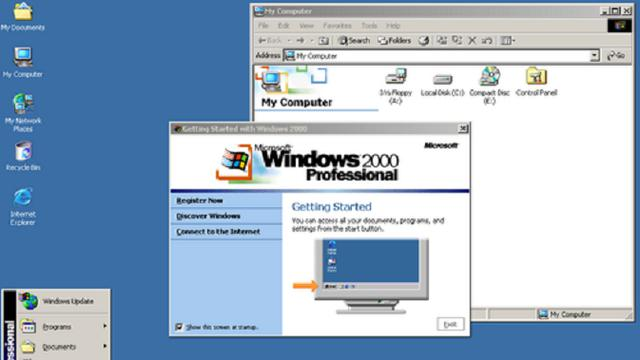 My Documents
My Computer
My Network
Places
Recycle Bin
Internet
Explorer
My Computer
File Edit View Favorites Tools Help
Back Search Folders
Address My Computer Go
My Computer
3½ Floppy (A:)
Local Disk (C:)
Compact Disc (E:)
Control Panel
Getting Started with Windows 2000
Microsoft
Windows 2000
Professional
Microsoft
Register Now
Discover Windows
Connect to the Internet
Getting Started
You can access all your documents, programs, and
settings from the start button.
Show this screen at startup.
Exit
My Computer
Windows Update
Programs
Documents